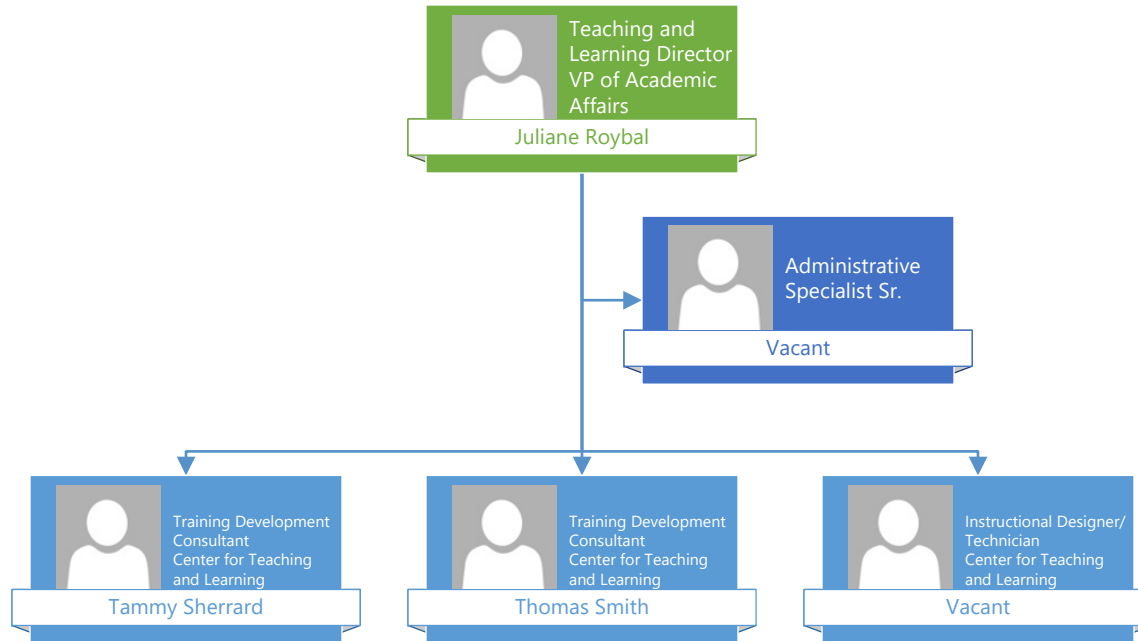 Teaching and
Learning Director
VP of Academic
Affairs
Juliane Roybal
Administrative
Specialist Sr.
Vacant
Training Development
Consultant
Center for Teaching
and Learning
Tammy Sherrard
Training Development
Consultant
Center for Teaching
and Learning
Thomas Smith
Instructional Designer/
Technician
Center for Teaching
and Learning
Vacant